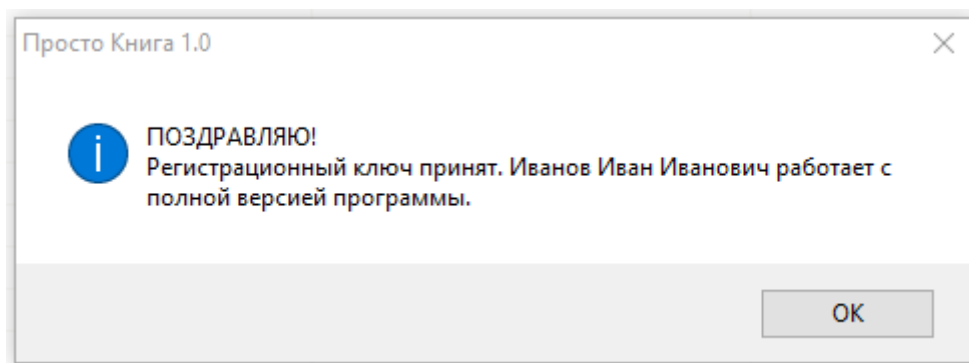 Просто Книга 1.0
ПОЗДРАВЛЯЮ!
Регистрационный ключ принят. Иванов Иван Иванович работает с
полной версией программы.
OK